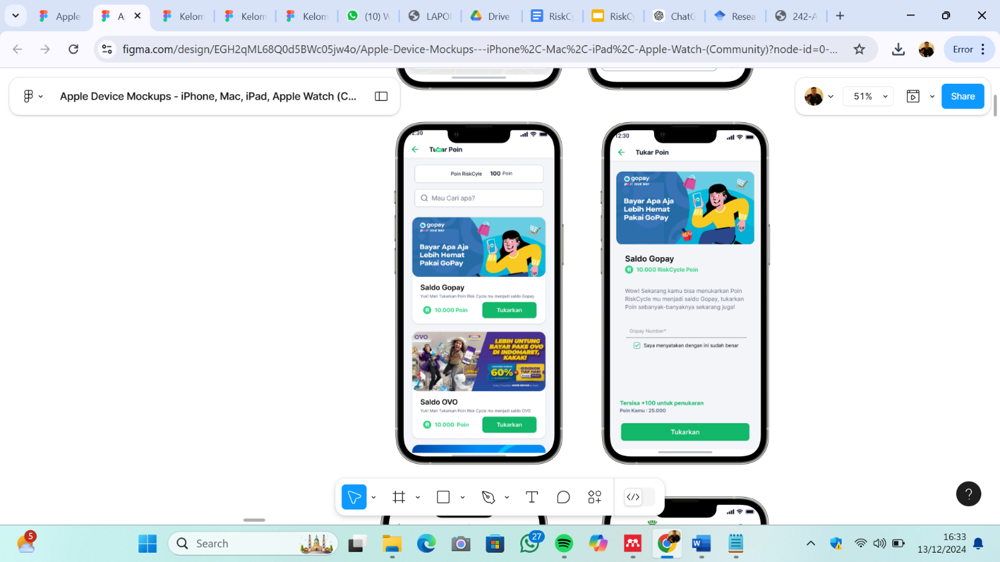 Apple
A
Kelom
Kelom
Kelom
(10) W
LAPO
Drive
RiskCy
RiskCy
ChatG
Resea
242-A
figma.com/design/EGH2qML68Q0d5BWc05jw4o/Apple-Device-Mockups---iPhone%2C-Mac%2C-iPad%2C-Apple-Watch-(Community)?node-id=0-...
Error
Apple Device Mockups - iPhone, Mac, iPad, Apple Watch (C...
51%
Share
12:30
Tukar Poin
Poin RiskCyle 100 Poin
Mau Cari apa?
gopay
Bayar Apa Aja
Lebih Hemat
Pakai GoPay
Saldo Gopay
Yuk! Mari Tukarkan Poin Risk Cycle mu menjadi saldo Gopay
10.000 Poin
Tukarkan
OVO
LEBIH UNTUNG
BAYAR PAKE OVO
DI INDOMARET,
KAKAK!
60%
Saldo OVO
Yuk! Mari Tukarkan Poin Risk Cycle mu menjadi saldo OVO
10.000 Poin
Tukarkan
12:30
Tukar Poin
gopay
Bayar Apa Aja
Lebih Hemat
Pakai GoPay
Saldo Gopay
10.000 RiskCycle Poin
Wow! Sekarang kamu bisa menukarkan Poin
RiskCycle mu menjadi saldo Gopay, tukarkan
Poin sebanyak-banyaknya sekarang juga!
Gopay Number*
Saya menyatakan dengan ini sudah benar
Tersisa +100 untuk penukaran
Poin Kamu : 25.000
Tukarkan
5
Search
27
16:33
13/12/2024